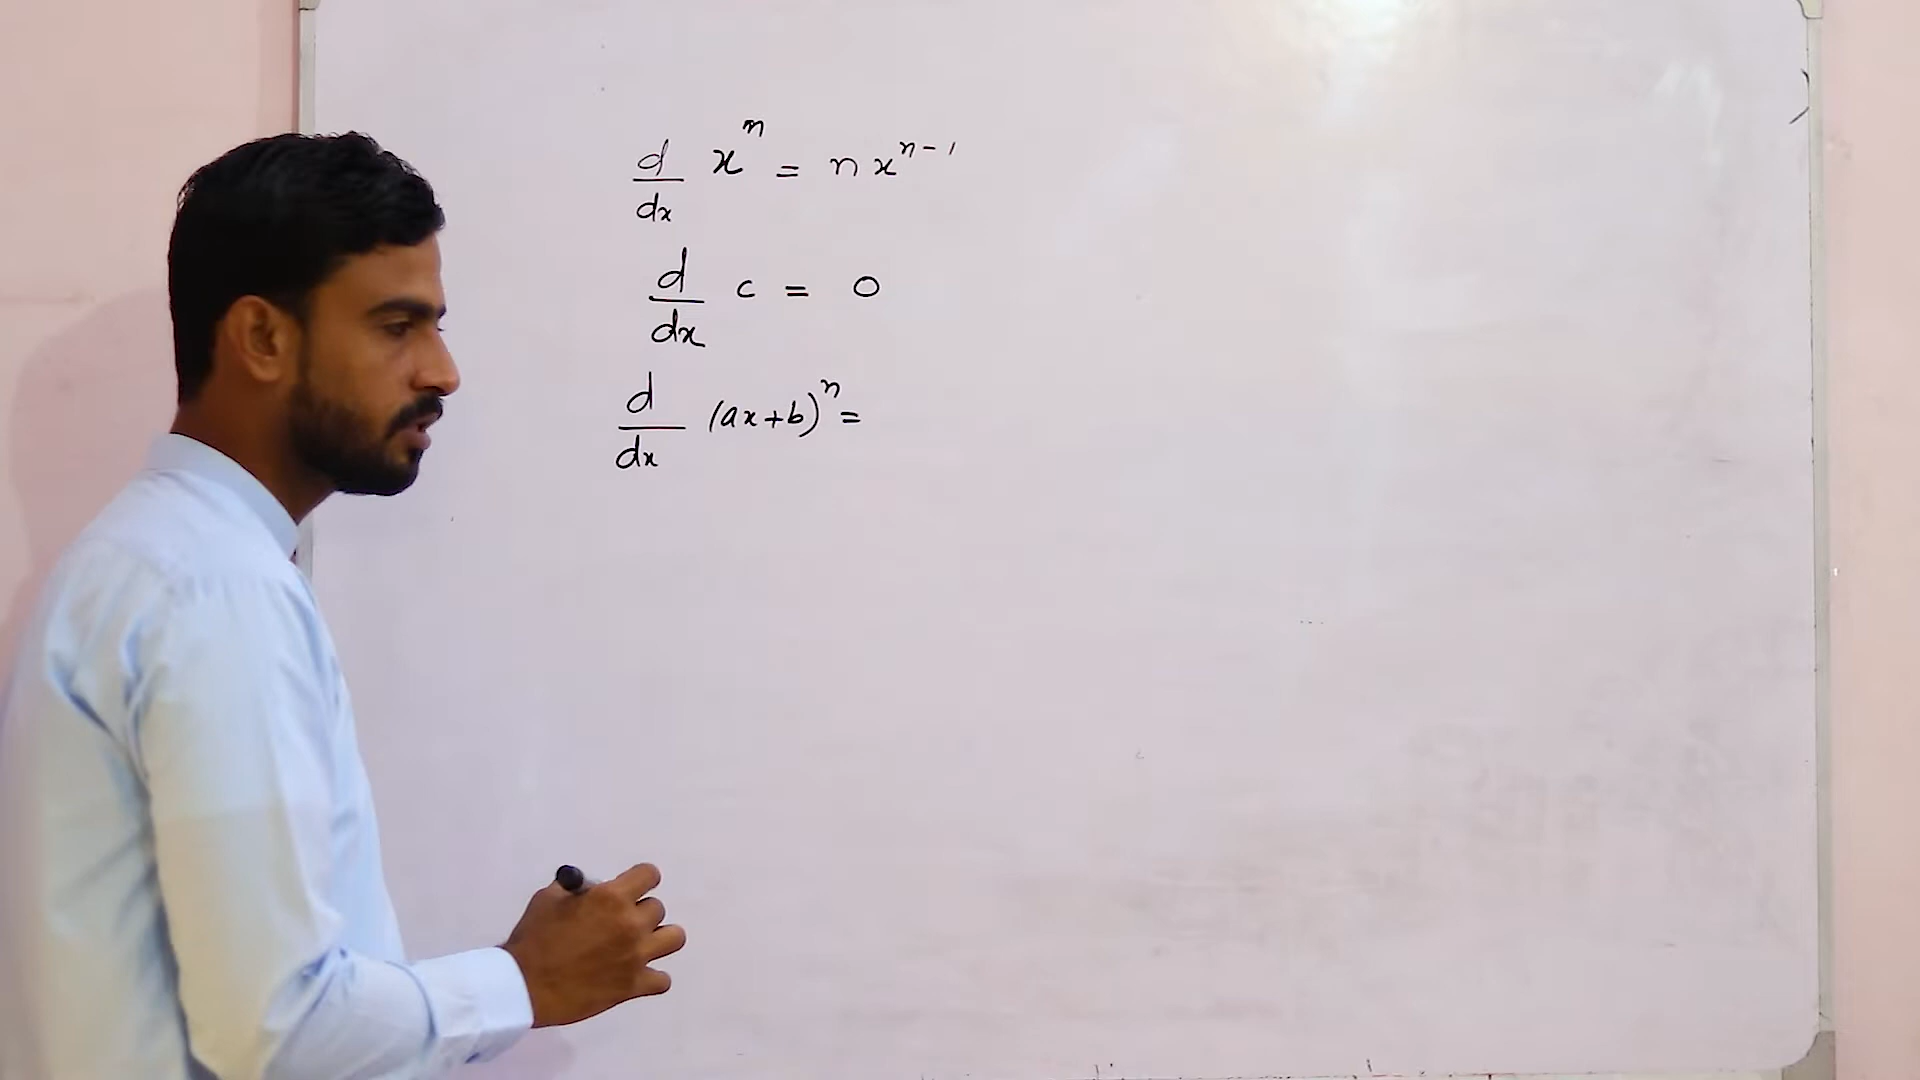 d/dx x^n = n x^{n-1}
d/dx c = 0
d/dx (ax+b)^n =